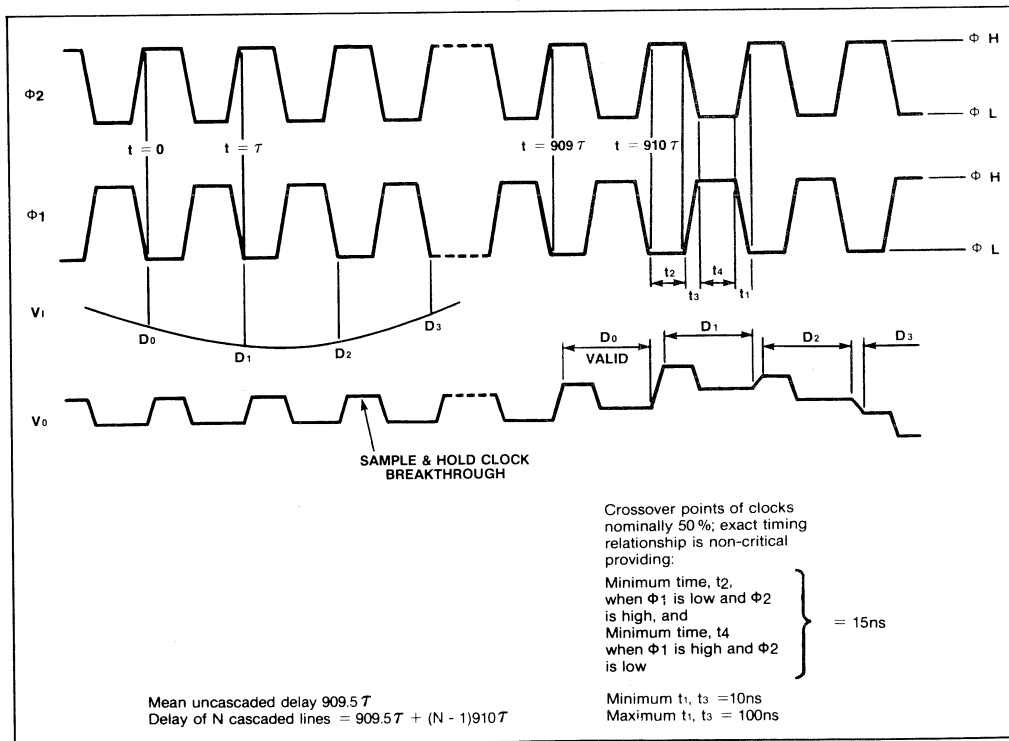 Φ H
Φ2
Φ L
t = 0
t = τ
t = 909 τ
t = 910 τ
Φ H
Φ1
Φ L
t2
t4
t3
t1
VI
D0
D1
D2
D3
D0
VALID
D1
D2
D3
V0
SAMPLE & HOLD CLOCK
BREAKTHROUGH
Crossover points of clocks
nominally 50 %; exact timing
relationship is non-critical
providing:
Minimum time, t2,
when Φ1 is low and Φ2
is high, and
Minimum time, t4
when Φ1 is high and Φ2
is low
= 15ns
Mean uncascaded delay 909.5 τ
Delay of N cascaded lines = 909.5τ + (N - 1)910 τ
Minimum t1, t3 =10ns
Maximum t1, t3 = 100ns